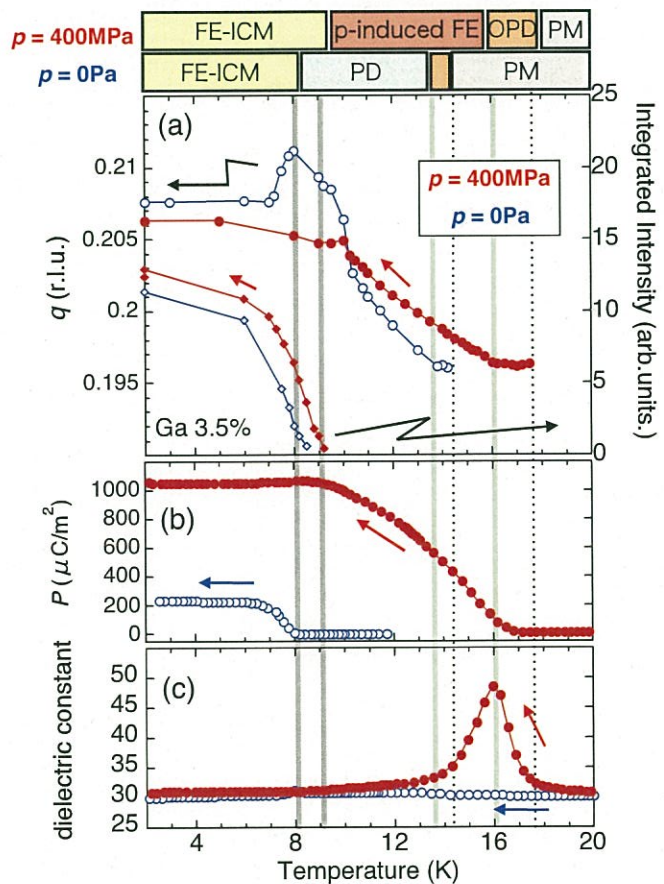 p = 400MPa FE-ICM p-induced FE OPD PM
p = 0Pa FE-ICM PD PM
(a)
25
20
15
10
5
0
Integrated Intensity (arb.units.)
0.21
0.205
0.2
0.195
q (r.l.u.)
p = 400MPa
p = 0Pa
Ga 3.5%
(b)
1000
800
600
400
200
0
P (μC/m²)
(c)
50
45
40
35
30
25
dielectric constant
4 8 12 16 20
Temperature (K)